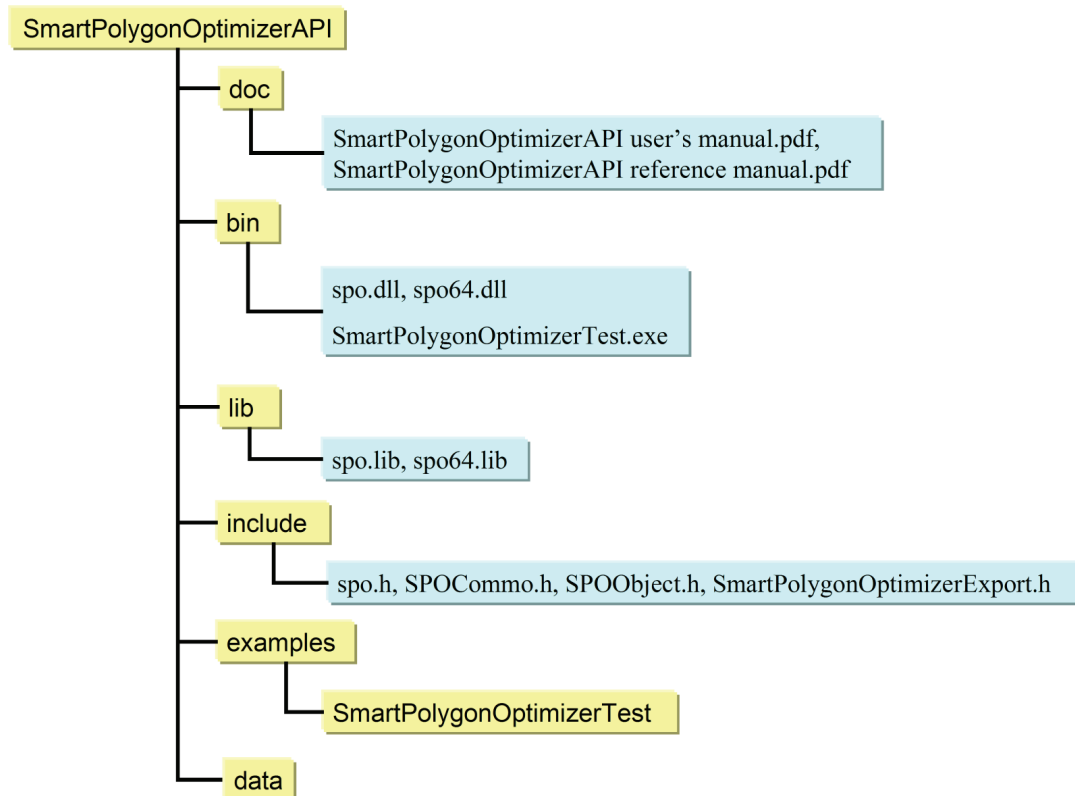 SmartPolygonOptimizerAPI
doc
SmartPolygonOptimizerAPI user’s manual.pdf,
SmartPolygonOptimizerAPI reference manual.pdf
bin
spo.dll, spo64.dll
SmartPolygonOptimizerTest.exe
lib
spo.lib, spo64.lib
include
spo.h, SPOCommo.h, SPOObject.h, SmartPolygonOptimizerExport.h
examples
SmartPolygonOptimizerTest
data